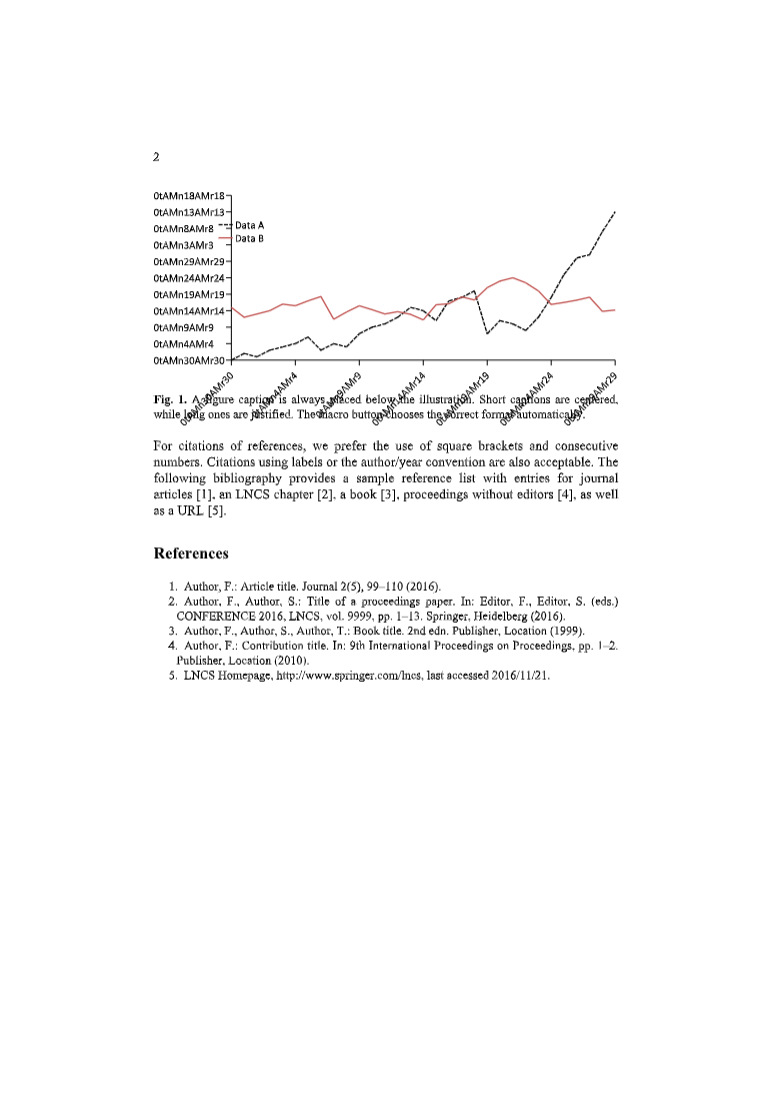 2
0tAMn18AMr18
0tAMn13AMr13
0tAMn8AMr8
Data A
0tAMn3AMr3
Data B
0tAMn29AMr29
0tAMn24AMr24
0tAMn19AMr19
0tAMn14AMr14
0tAMn9AMr9
0tAMn4AMr4
0tAMn30AMr30
Fig. 1. A figure caption is always placed below the illustration. Short captions are centered,
while long ones are justified. The macro button chooses the correct format automatically.
For citations of references, we prefer the use of square brackets and consecutive
numbers. Citations using labels or the author/year convention are also acceptable. The
following bibliography provides a sample reference list with entries for journal
articles [1], an LNCS chapter [2], a book [3], proceedings without editors [4], as well
as a URL [5].
References
1. Author, F.: Article title. Journal 2(5), 99–110 (2016).
2. Author, F., Author, S.: Title of a proceedings paper. In: Editor, F., Editor, S. (eds.)
CONFERENCE 2016, LNCS, vol. 9999, pp. 1–13. Springer, Heidelberg (2016).
3. Author, F., Author, S., Author, T.: Book title. 2nd edn. Publisher, Location (1999).
4. Author, F.: Contribution title. In: 9th International Proceedings on Proceedings, pp. 1–2.
Publisher, Location (2010).
5. LNCS Homepage, http://www.springer.com/lncs, last accessed 2016/11/21.